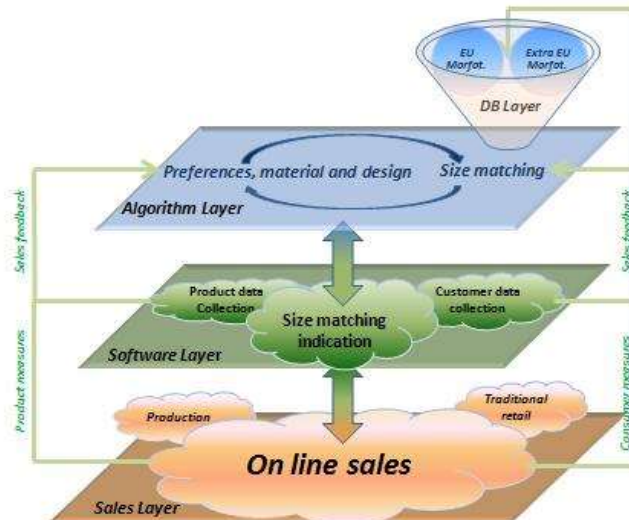 EU
Morfot.
Extra EU
Morfot.
DB Layer
Preferences, material and design
Size matching
Algorithm Layer
Sales feedback
Sales feedback
Product data
Collection
Customer data
collection
Size matching
indication
Software Layer
Product measures
Consumer measures
Production
Traditional
retail
On line sales
Sales Layer